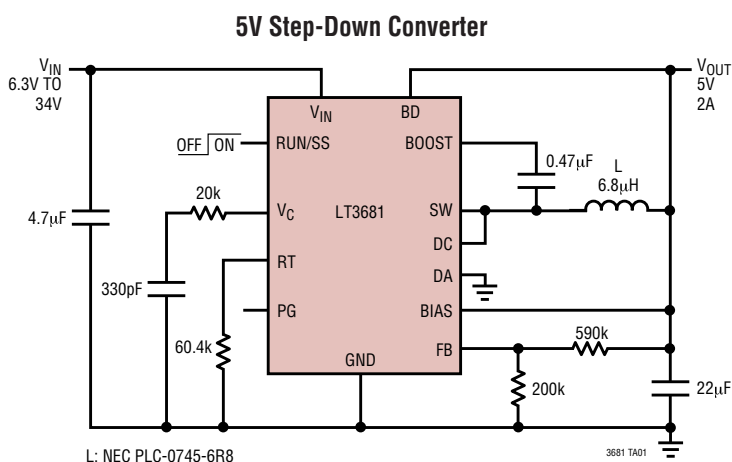 5V Step-Down Converter
VIN
6.3V TO
34V
VOUT
5V
2A
VIN
BD
OFF ON
RUN/SS
BOOST
0.47µF
L
6.8µH
20k
VC
LT3681
SW
4.7µF
DC
RT
DA
330pF
PG
BIAS
590k
60.4k
FB
GND
200k
22µF
L: NEC PLC-0745-6R8
3681 TA01